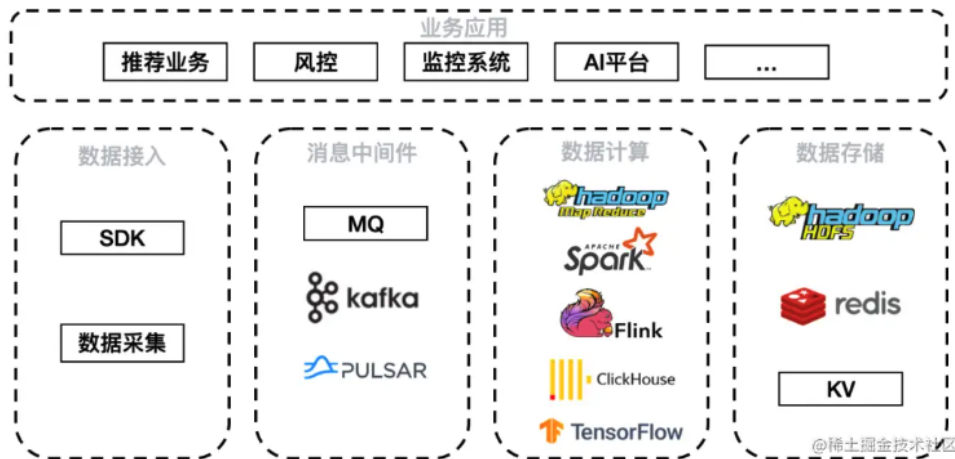 业务应用
推荐业务 风控 监控系统 AI平台 ...
数据接入
SDK
数据采集
消息中间件
MQ
kafka
PULSAR
数据计算
hadoop
Map Reduce
APACHE
Spark
Flink
ClickHouse
TensorFlow
数据存储
hadoop
HDFS
redis
KV
@稀土掘金技术社区